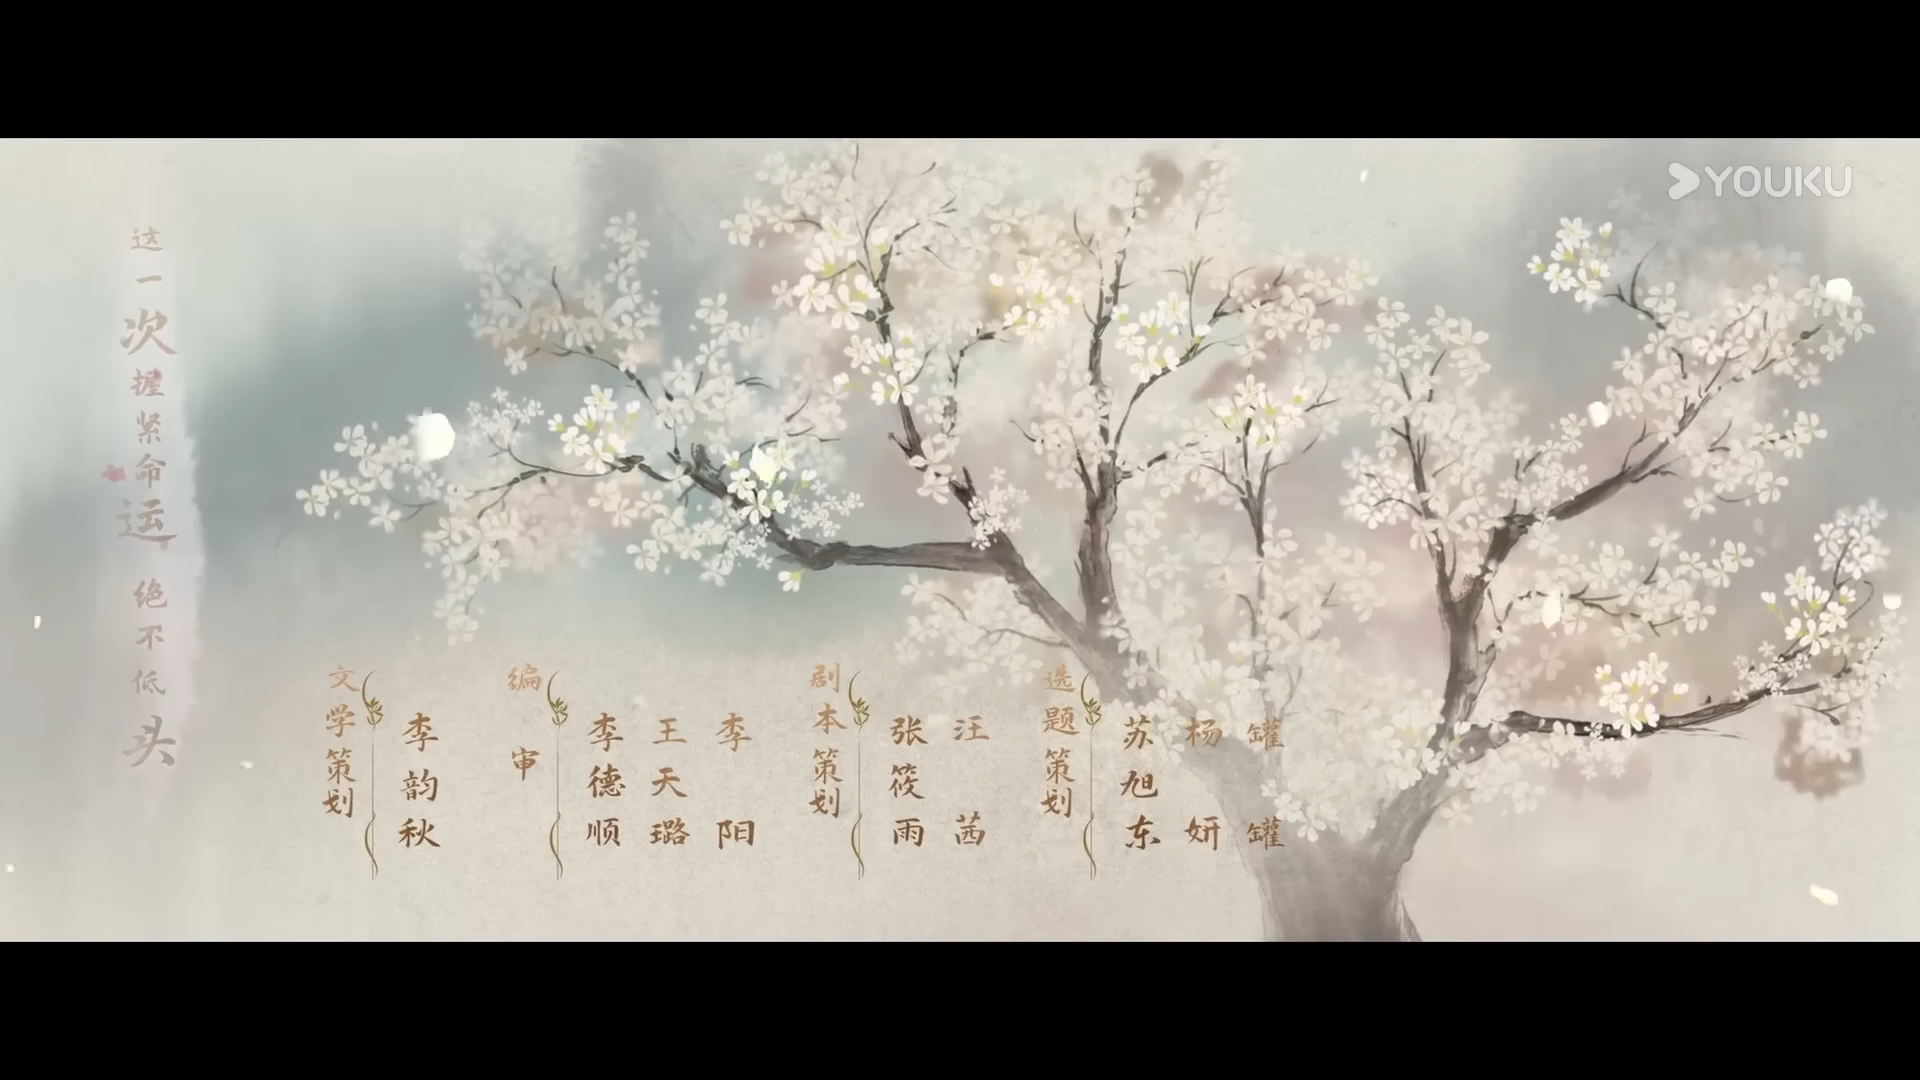 YOUKU
这一次握紧命运 绝不低头
文学策划
李韵秋
编审
李德顺
王天璐
李阳
剧本策划
张筱雨
汪茜
选题策划
苏旭东
杨妍
罐罐